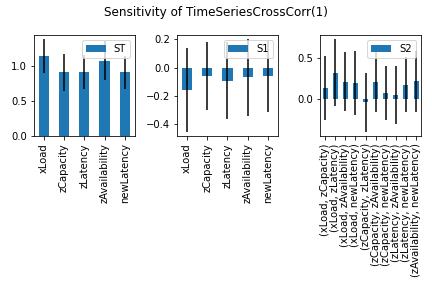 Sensitivity of TimeSeriesCrossCorr(1)
ST
1.0
0.5
0.0
xLoad
zCapacity
zLatency
zAvailability
newLatency
S1
0.2
0.0
−0.2
−0.4
xLoad
zCapacity
zLatency
zAvailability
newLatency
S2
0.5
0.0
(xLoad, zCapacity)
(xLoad, zLatency)
(xLoad, zAvailability)
(xLoad, newLatency)
(zCapacity, zLatency)
(zCapacity, zAvailability)
(zCapacity, newLatency)
(zLatency, zAvailability)
(zLatency, newLatency)
(zAvailability, newLatency)